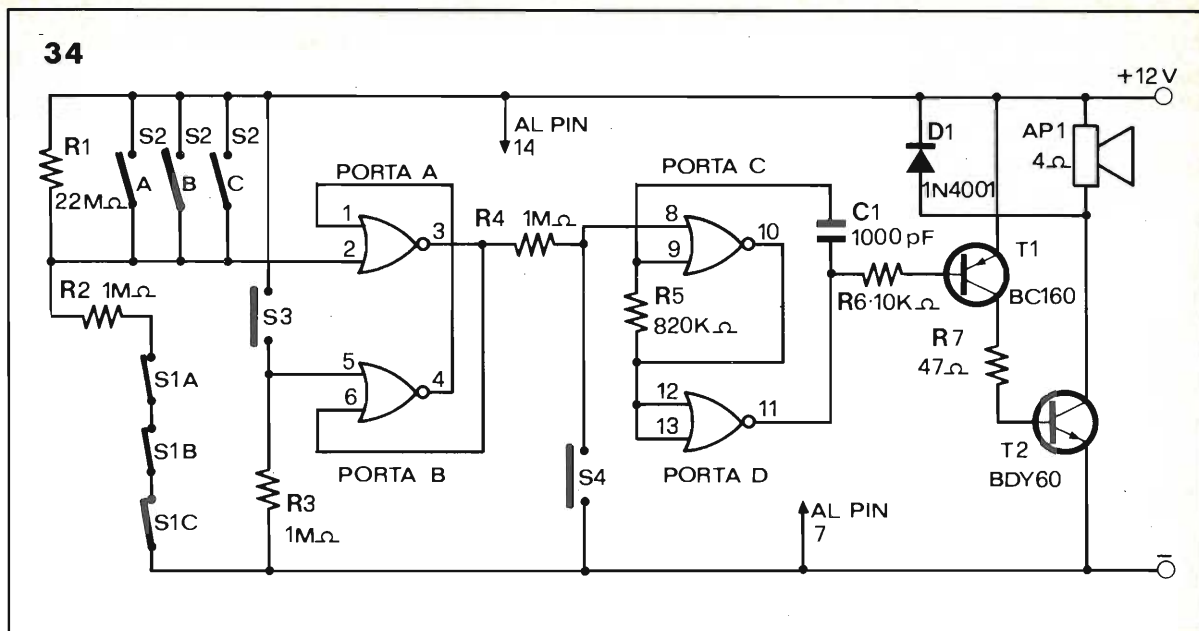 34
+12V
R1
22MΩ
S2
S2
S2
A
B
C
AL PIN
14
D1
1N4001
AP1
4Ω
PORTA A
1
2
3
R4
1MΩ
PORTA C
8
9
10
C1
1000 pF
T1
BC160
R2 1MΩ
S3
R5
820KΩ
R6·10KΩ
R7
47Ω
S1A
S1B
S1C
5
6
4
PORTA B
12
13
11
PORTA D
S4
T2
BDY60
R3
1MΩ
AL PIN
7
–